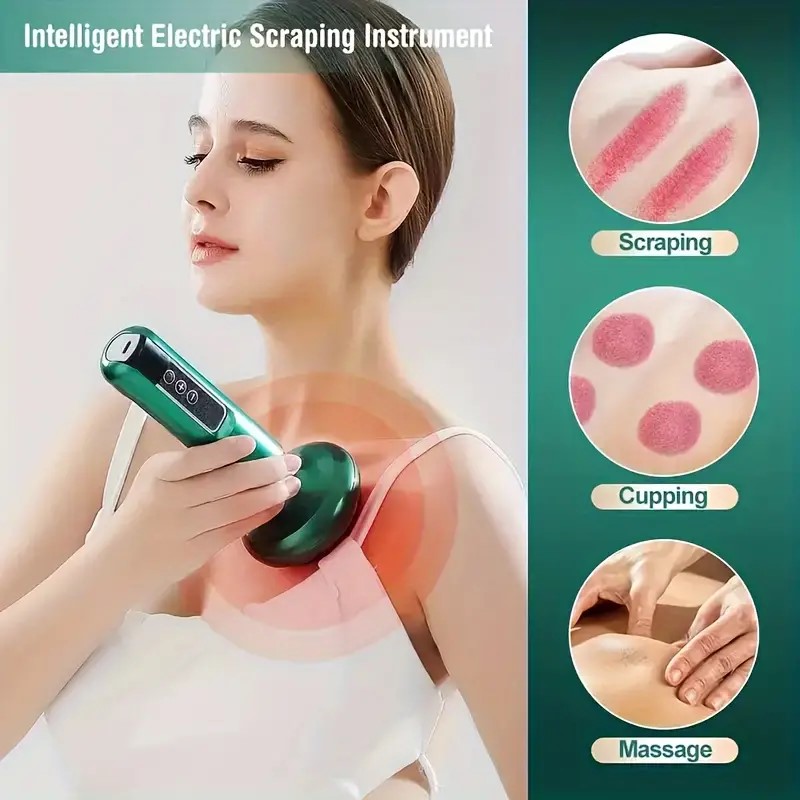 Intelligent Electric Scraping Instrument
Scraping
Cupping
Massage